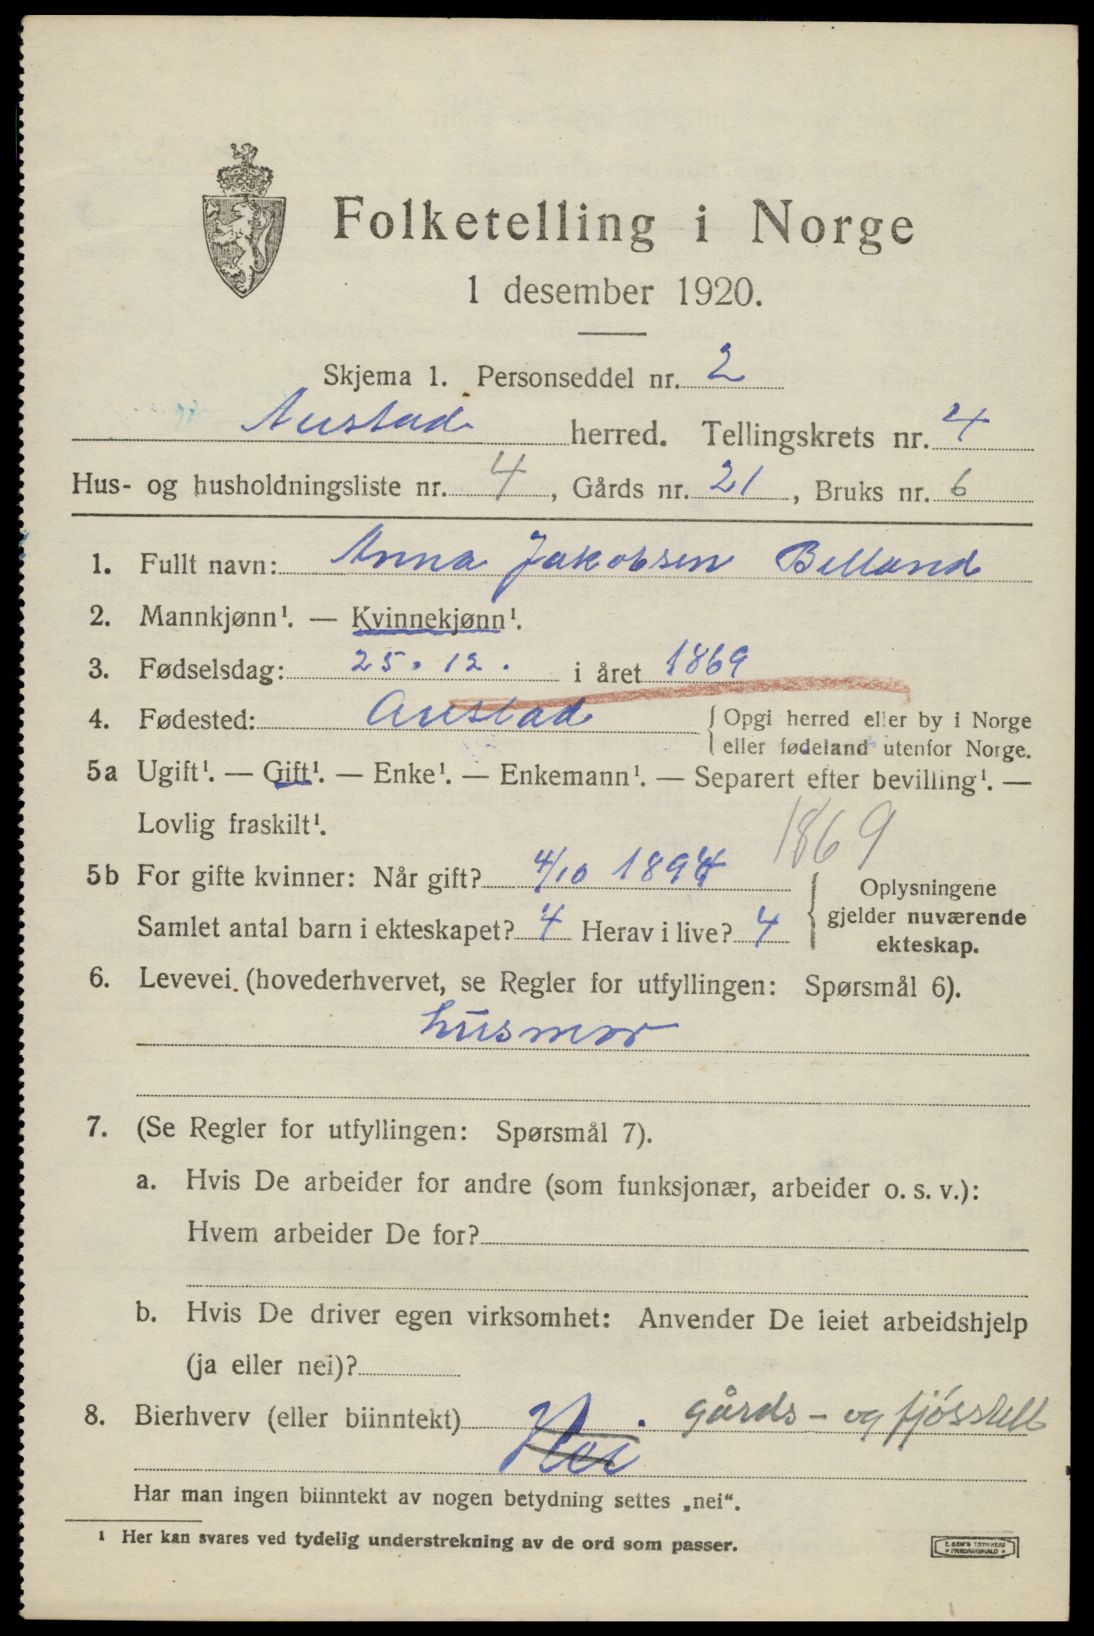 Folketelling i Norge
1 desember 1920.
Skjema 1. Personseddel nr. 2
Austad herred. Tellingskrets nr. 4
Hus- og husholdningsliste nr. 4, Gårds nr. 21, Bruks nr. 6
1. Fullt navn: Anna Jakobsen Belland
2. Mannkjønn¹. — Kvinnekjønn¹.
3. Fødselsdag: 25. 12. i året 1869
4. Fødested: Austad {Opgi herred eller by i Norge
eller fødeland utenfor Norge.
5a Ugift¹. — Gift¹. — Enke¹. — Enkemann¹. — Separert efter bevilling¹. —
Lovlig fraskilt¹.
1869
5b For gifte kvinner: Når gift? 4/10 1894
Samlet antal barn i ekteskapet? 4 Herav i live? 4
{Oplysningene
gjelder nuværende
ekteskap.
6. Levevei (hovederhvervet, se Regler for utfyllingen: Spørsmål 6).
husmor
7. (Se Regler for utfyllingen: Spørsmål 7).
a. Hvis De arbeider for andre (som funksjonær, arbeider o. s. v.):
Hvem arbeider De for?
b. Hvis De driver egen virksomhet: Anvender De leiet arbeidshjelp
(ja eller nei)?
8. Bierhverv (eller biinntekt) Nei. gårds- og fjósstell
Har man ingen biinntekt av nogen betydning settes „nei“.
¹ Her kan svares ved tydelig understrekning av de ord som passer.